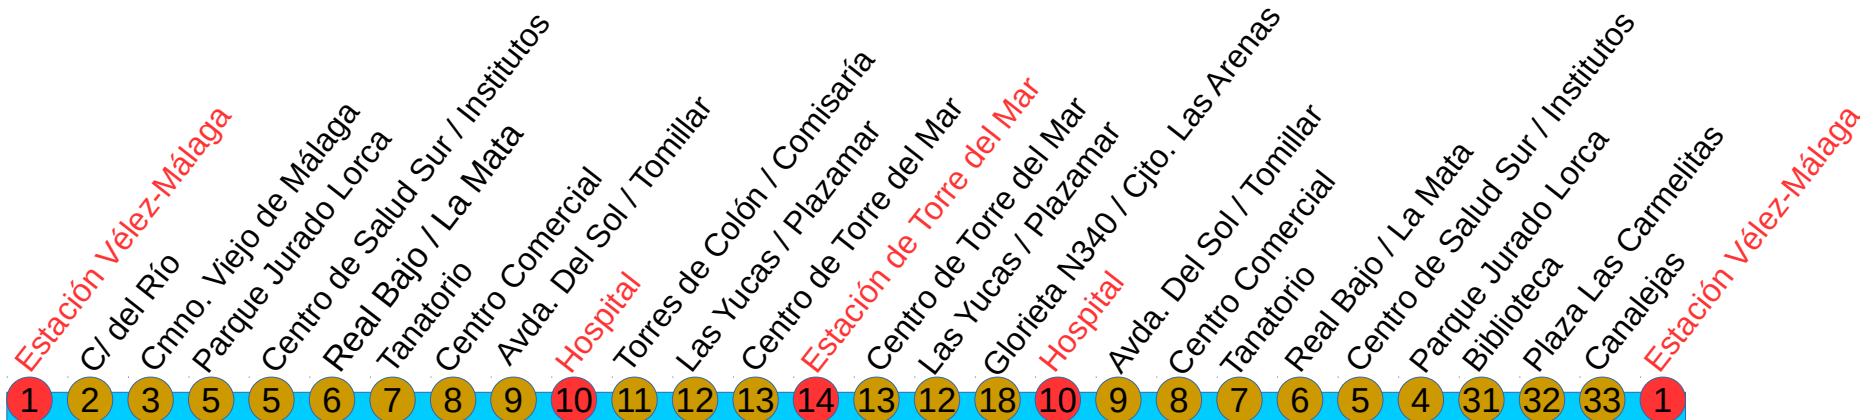 Estación Vélez-Málaga
C/ del Río
Cmno. Viejo de Málaga
Parque Jurado Lorca
Centro de Salud Sur / Institutos
Real Bajo / La Mata
Tanatorio
Centro Comercial
Avda. Del Sol / Tomillar
Hospital
Torres de Colón / Comisaría
Las Yucas / Plazamar
Centro de Torre del Mar
Estación de Torre del Mar
Centro de Torre del Mar
Las Yucas / Plazamar
Glorieta N340 / Cjto. Las Arenas
Hospital
Avda. Del Sol / Tomillar
Centro Comercial
Tanatorio
Real Bajo / La Mata
Centro de Salud Sur / Institutos
Parque Jurado Lorca
Biblioteca
Plaza Las Carmelitas
Canalejas
Estación Vélez-Málaga
1 2 3 5 5 6 7 8 9 10 11 12 13 14 13 12 18 10 9 8 7 6 5 4 31 32 33 1